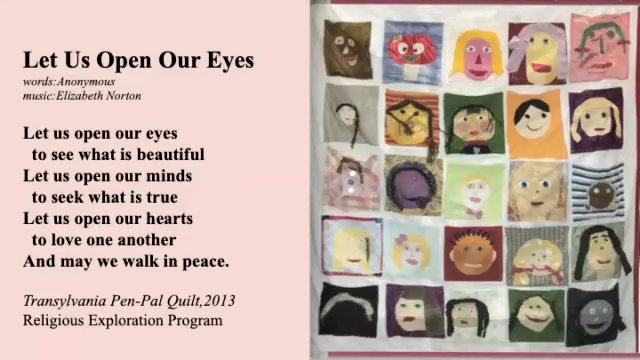 Let Us Open Our Eyes
words:Anonymous
music:Elizabeth Norton
Let us open our eyes
to see what is beautiful
Let us open our minds
to seek what is true
Let us open our hearts
to love one another
And may we walk in peace.
Transylvania Pen-Pal Quilt,2013
Religious Exploration Program